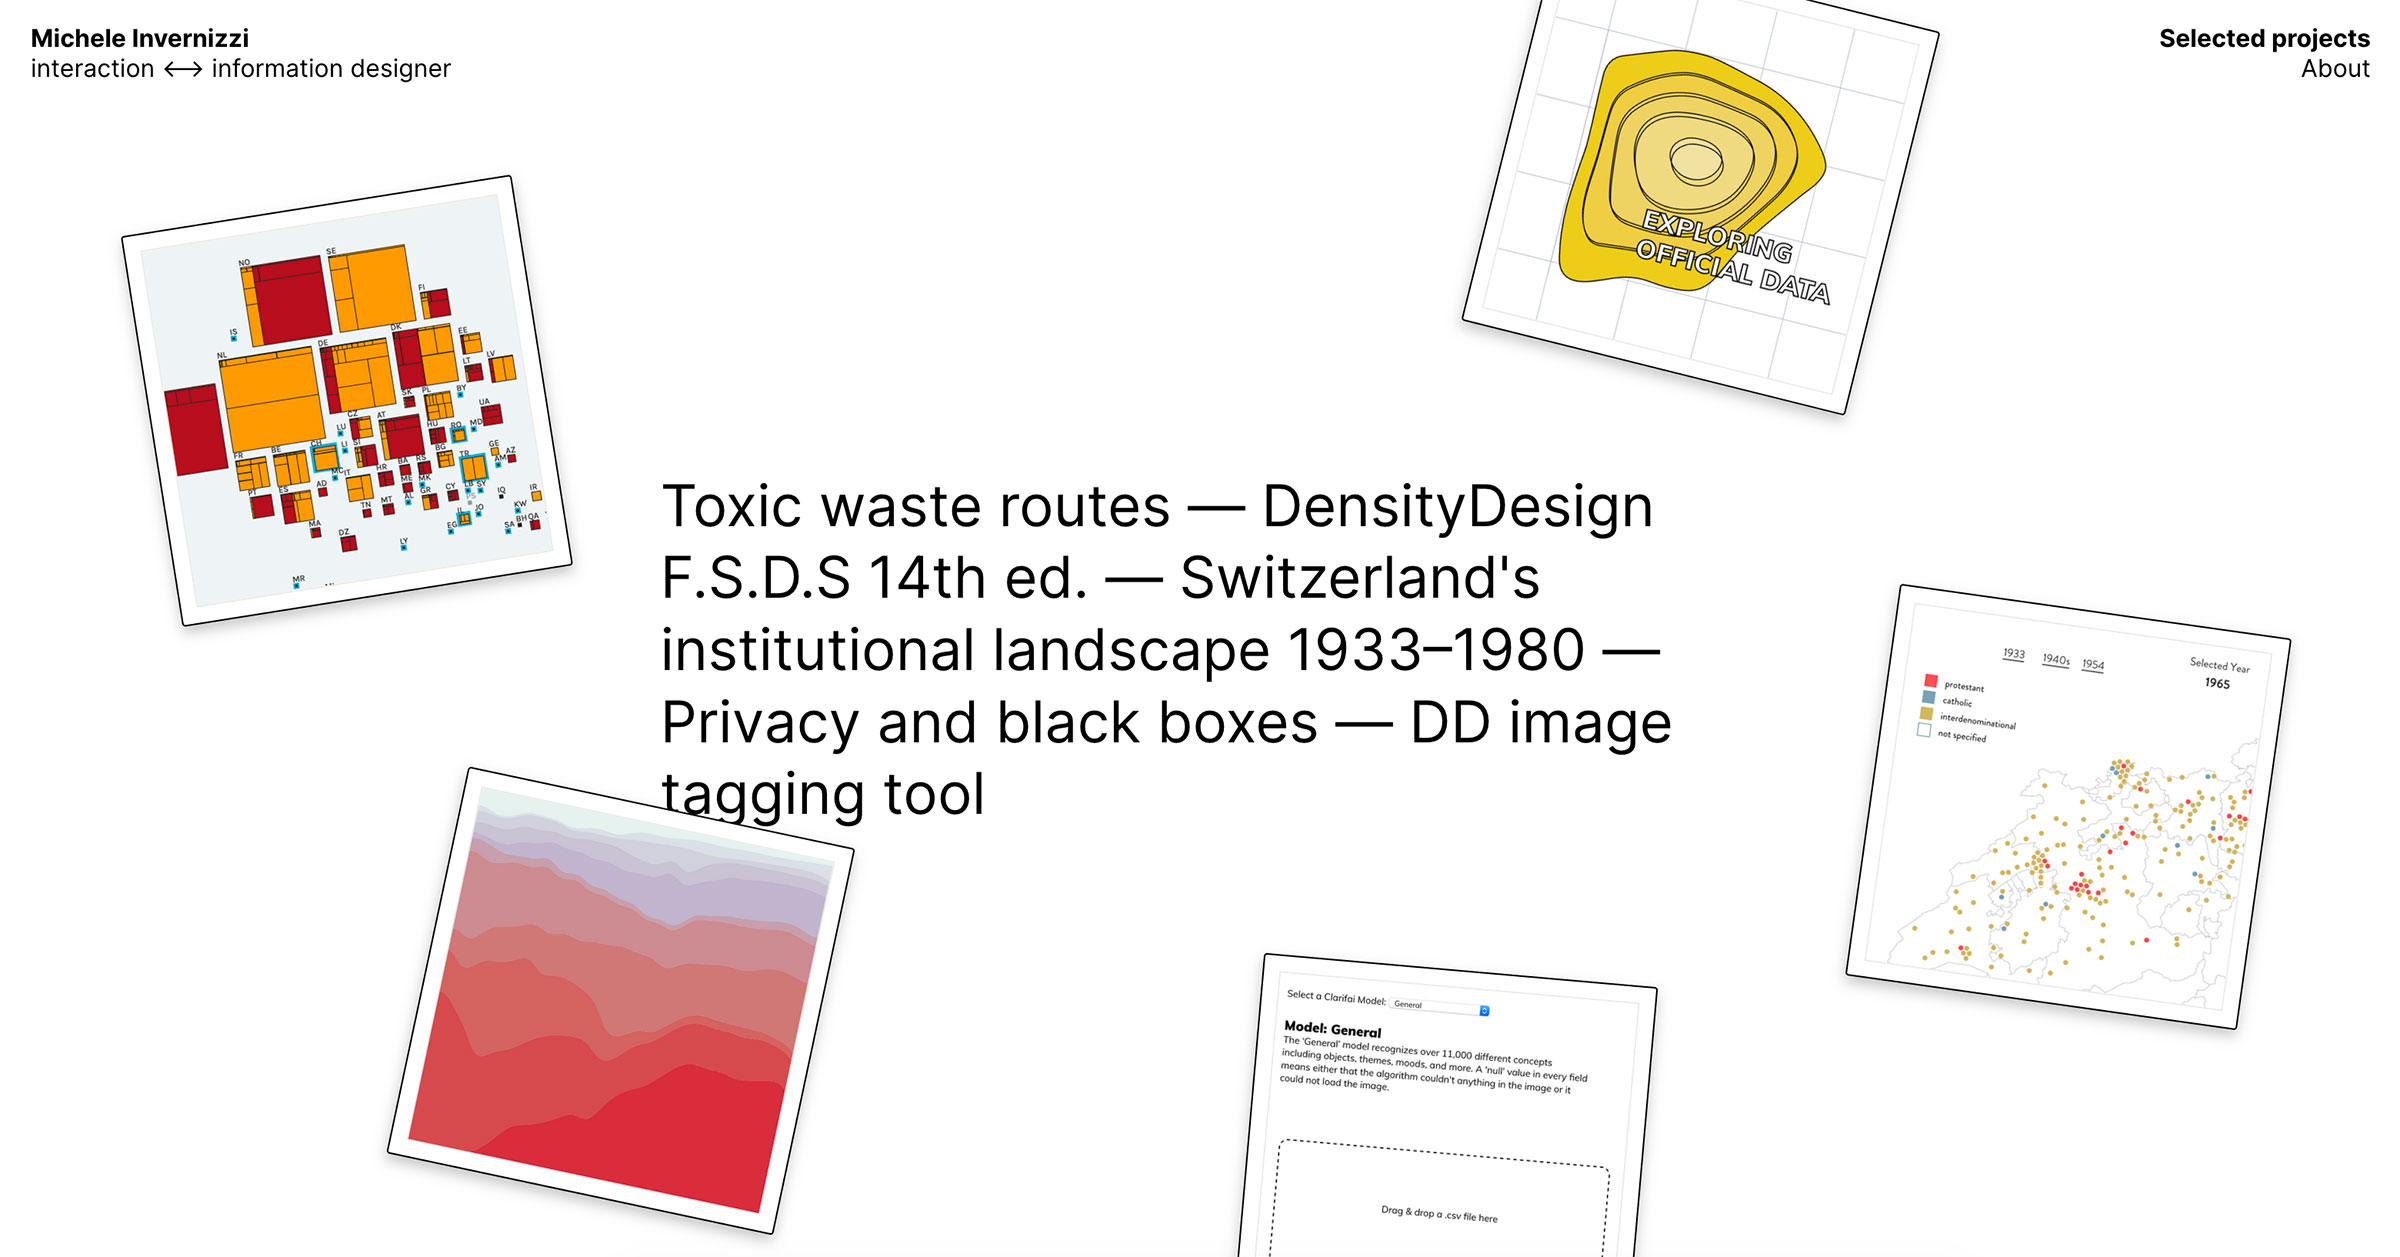 Michele Invernizzi
interaction ⟷ information designer
Selected projects
About
EXPLORING
OFFICIAL DATA
NO
SE
FI
IS
DK
EE
NL
DE
LV
LT
SK
PL
BY
CZ
AT
UA
LU
HU
RO
MD
CH
LI
SI
BG
GE
FR
BE
MC
IT
HR
BA
RS
TR
AM
AZ
ME
MK
PT
ES
AD
AL
GR
CY
LB
SY
PS
IQ
IR
TN
MT
IL
JO
KW
MA
EG
SA
BH
QA
DZ
LY
MR
Toxic waste routes — DensityDesign
F.S.D.S 14th ed. — Switzerland's
institutional landscape 1933–1980 —
Privacy and black boxes — DD image
tagging tool
1933 1940s 1954
Selected Year
1965
protestant
catholic
interdenominational
not specified
Select a Clarifai Model: General
Model: General
The 'General' model recognizes over 11,000 different concepts
including objects, themes, moods, and more. A 'null' value in every field
means either that the algorithm couldn't anything in the image or it
could not load the image.
Drag & drop a .csv file here